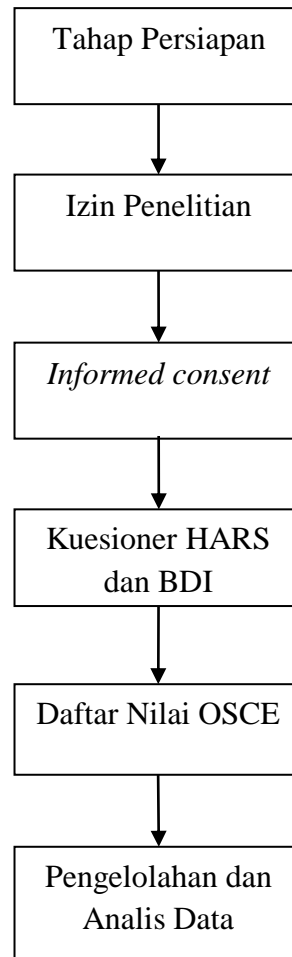 Tahap Persiapan
Izin Penelitian
Informed consent
Kuesioner HARS
dan BDI
Daftar Nilai OSCE
Pengelolahan dan
Analis Data